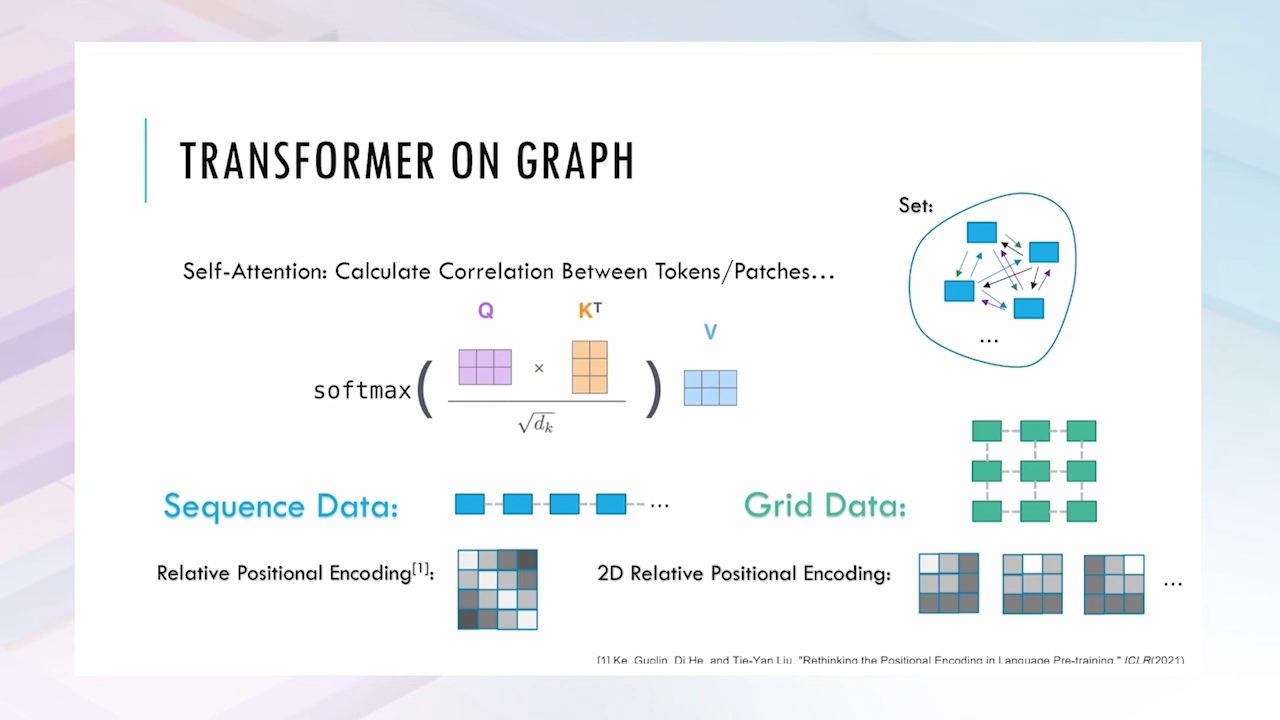 TRANSFORMER ON GRAPH
Set:
Self-Attention: Calculate Correlation Between Tokens/Patches...
...
Q
KT
V
softmax ( × ) 
√dk
Sequence Data:
...
Grid Data:
Relative Positional Encoding[1]:
2D Relative Positional Encoding:
...
[1] Ke, Guolin, Di He, and Tie-Yan Liu. "Rethinking the Positional Encoding in Language Pre-training." ICLR(2021)